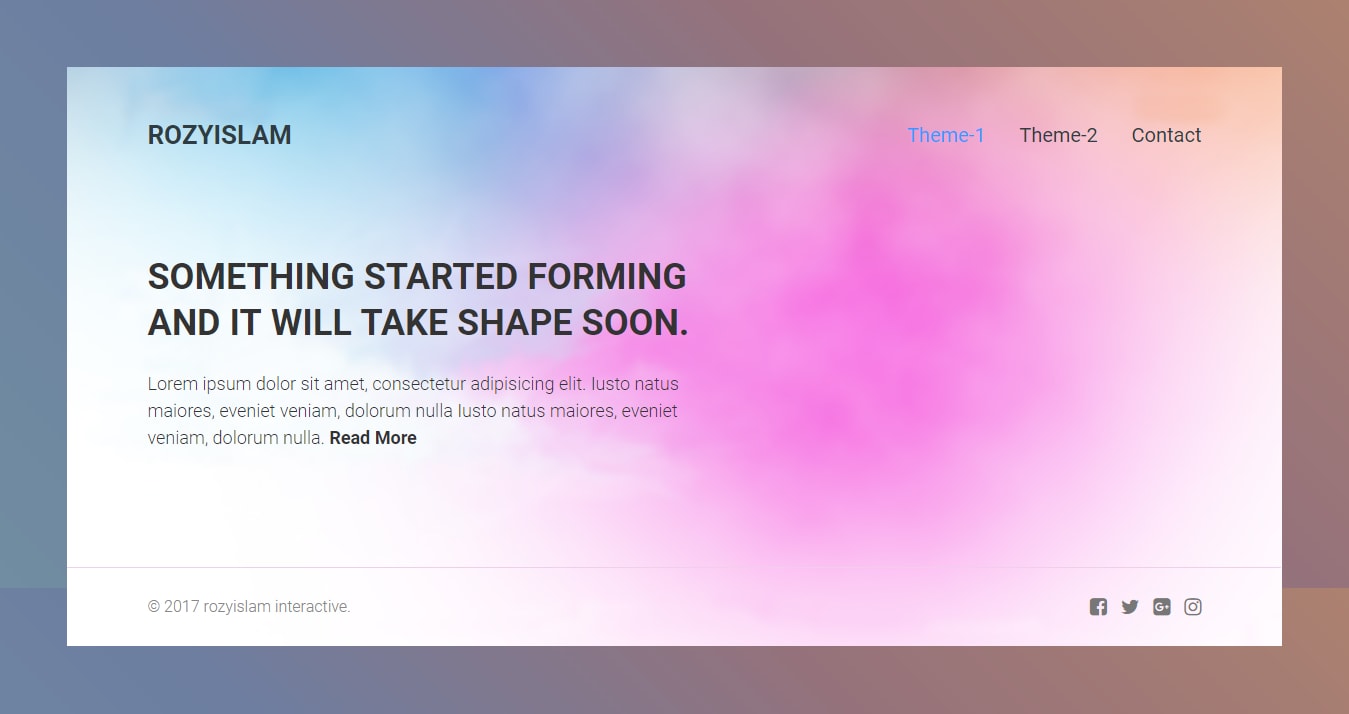 ROZYISLAM
Theme-1 Theme-2 Contact
SOMETHING STARTED FORMING
AND IT WILL TAKE SHAPE SOON.
Lorem ipsum dolor sit amet, consectetur adipisicing elit. Iusto natus
maiores, eveniet veniam, dolorum nulla Iusto natus maiores, eveniet
veniam, dolorum nulla. Read More
© 2017 rozyislam interactive.